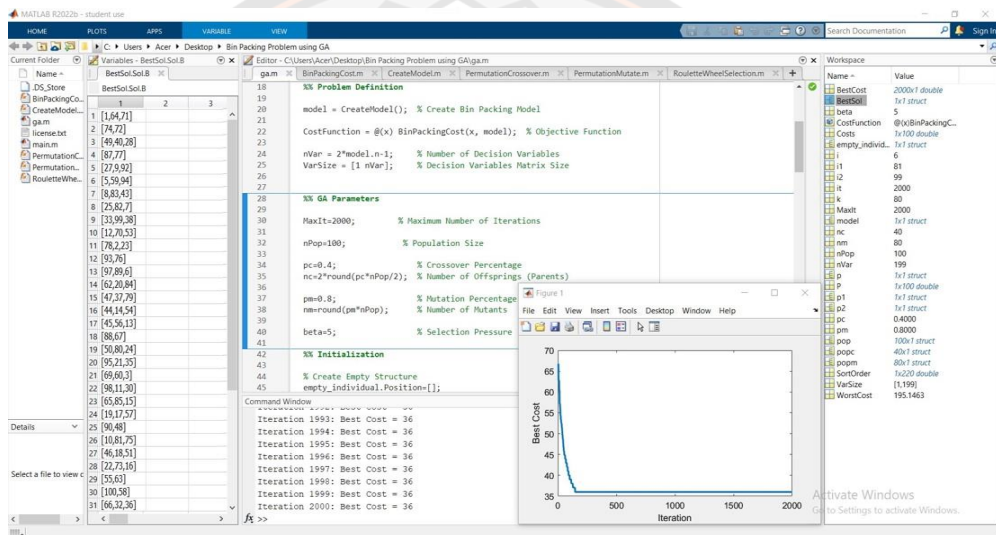 MATLAB R2022b - student use
HOME PLOTS APPS VARIABLE VIEW
Search Documentation
Sign In
C: ▸ Users ▸ Acer ▸ Desktop ▸ Bin Packing Problem using GA
Current Folder
Name
.DS_Store
BinPackingCo...
CreateModel....
ga.m
license.txt
main.m
PermutationC...
Permutation...
RouletteWhe...
Details
Select a file to view c
Variables - BestSol.Sol.B
BestSol.Sol.B
BestSol.Sol.B
1 2 3
1 [1,64,71]
2 [74,72]
3 [49,40,28]
4 [87,77]
5 [27,9,92]
6 [5,59,94]
7 [8,83,43]
8 [25,82,7]
9 [33,99,38]
10 [12,70,53]
11 [78,2,23]
12 [93,76]
13 [97,89,6]
14 [62,20,84]
15 [47,37,79]
16 [44,14,54]
17 [45,56,13]
18 [88,67]
19 [50,80,24]
20 [95,21,35]
21 [69,60,3]
22 [98,11,30]
23 [65,85,15]
24 [19,17,57]
25 [90,48]
26 [10,81,75]
27 [46,18,51]
28 [22,73,16]
29 [55,63]
30 [100,58]
31 [66,32,36]
Editor - C:\Users\Acer\Desktop\Bin Packing Problem using GA\ga.m
ga.m BinPackingCost.m CreateModel.m PermutationCrossover.m PermutationMutate.m RouletteWheelSelection.m +
18 %% Problem Definition
19
20 model = CreateModel(); % Create Bin Packing Model
21
22 CostFunction = @(x) BinPackingCost(x, model); % Objective Function
23
24 nVar = 2*model.n-1; % Number of Decision Variables
25 VarSize = [1 nVar]; % Decision Variables Matrix Size
26
27
28 %% GA Parameters
29
30 MaxIt=2000; % Maximum Number of Iterations
31
32 nPop=100; % Population Size
33
34 pc=0.4; % Crossover Percentage
35 nc=2*round(pc*nPop/2); % Number of Offsprings (Parents)
36
37 pm=0.8; % Mutation Percentage
38 nm=round(pm*nPop); % Number of Mutants
39
40 beta=5; % Selection Pressure
41
42 %% Initialization
43
44 % Create Empty Structure
45 empty_individual.Position=[];
Command Window
Iteration 1993: Best Cost = 36
Iteration 1994: Best Cost = 36
Iteration 1995: Best Cost = 36
Iteration 1996: Best Cost = 36
Iteration 1997: Best Cost = 36
Iteration 1998: Best Cost = 36
Iteration 1999: Best Cost = 36
Iteration 2000: Best Cost = 36
fx >>
Figure 1
File Edit View Insert Tools Desktop Window Help
70
65
60
55
50
45
40
35
Best Cost
0 500 1000 1500 2000
Iteration
Workspace
Name Value
BestCost 2000x1 double
BestSol 1x1 struct
beta 5
CostFunction @(x)BinPackingC...
Costs 1x100 double
empty_individ... 1x1 struct
i 6
i1 81
i2 99
it 2000
k 80
MaxIt 2000
model 1x1 struct
nc 40
nm 80
nPop 100
nVar 199
p 1x1 struct
P 1x100 double
p1 1x1 struct
p2 1x1 struct
pc 0.4000
pm 0.8000
pop 100x1 struct
popc 40x1 struct
popm 80x1 struct
SortOrder 1x220 double
VarSize [1,199]
WorstCost 195.1463
Activate Windows
Go to Settings to activate Windows.